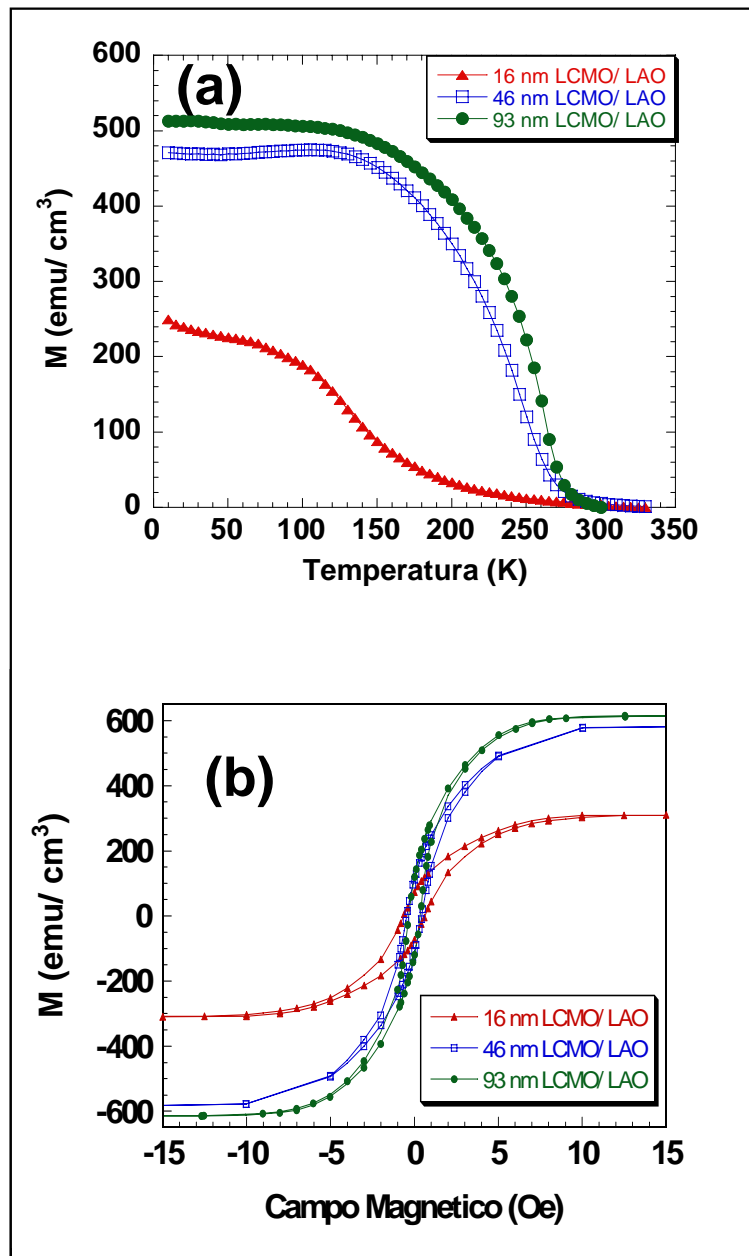 600
500
400
300
200
100
0
M (emu/ cm³)
(a)
16 nm LCMO/ LAO
46 nm LCMO/ LAO
93 nm LCMO/ LAO
0 50 100 150 200 250 300 350
Temperatura (K)
600
400
200
0
-200
-400
-600
M (emu/ cm³)
(b)
16 nm LCMO/ LAO
46 nm LCMO/ LAO
93 nm LCMO/ LAO
-15 -10 -5 0 5 10 15
Campo Magnetico (Oe)